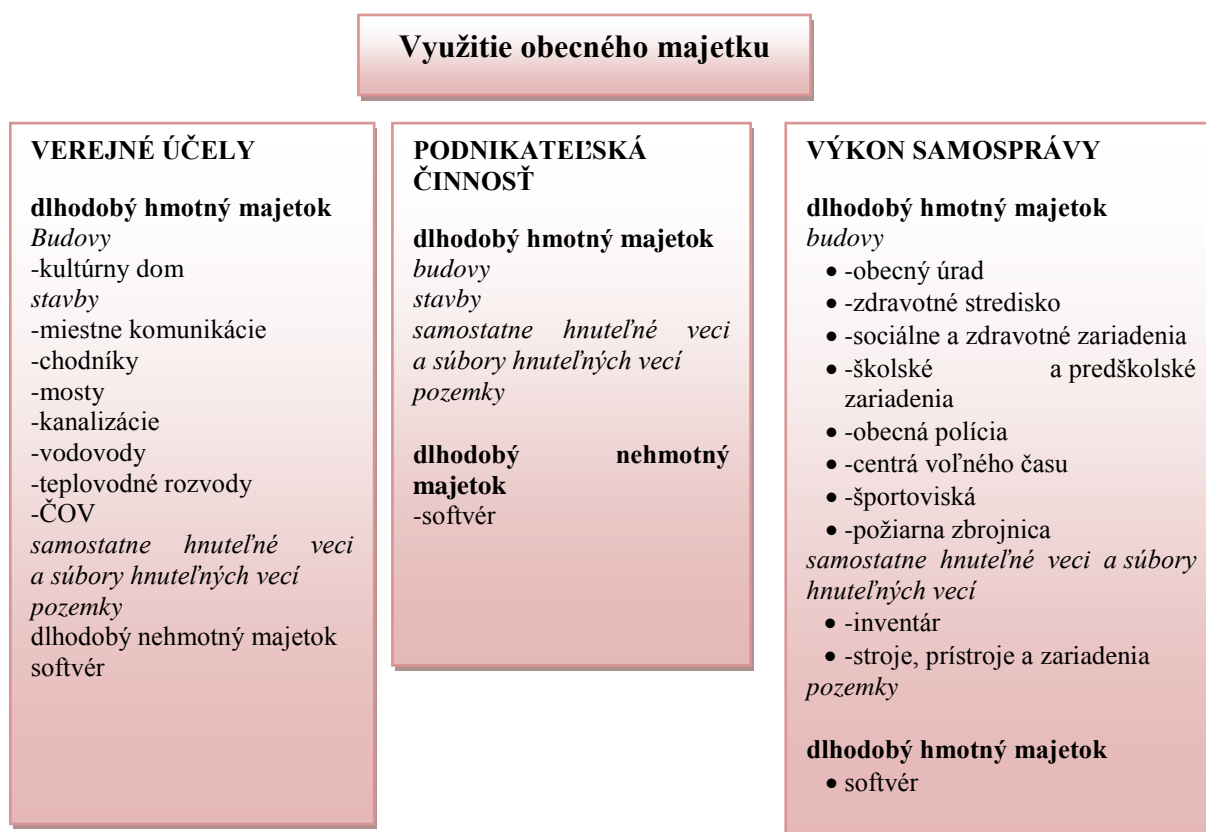 Využitie obecného majetku
VEREJNÉ ÚČELY
dlhodobý hmotný majetok
Budovy
-kultúrny dom
stavby
-miestne komunikácie
-chodníky
-mosty
-kanalizácie
-vodovody
-teplovodné rozvody
-ČOV
samostatne hnuteľné veci
a súbory hnuteľných vecí
pozemky
dlhodobý nehmotný majetok
softvér
PODNIKATEĽSKÁ
ČINNOSŤ
dlhodobý hmotný majetok
budovy
stavby
samostatne hnuteľné veci
a súbory hnuteľných vecí
pozemky
dlhodobý nehmotný
majetok
-softvér
VÝKON SAMOSPRÁVY
dlhodobý hmotný majetok
budovy
• -obecný úrad
• -zdravotné stredisko
• -sociálne a zdravotné zariadenia
• -školské a predškolské
zariadenia
• -obecná polícia
• -centrá voľného času
• -športoviská
• -požiarna zbrojnica
samostatne hnuteľné veci a súbory
hnuteľných vecí
• -inventár
• -stroje, prístroje a zariadenia
pozemky
dlhodobý hmotný majetok
• softvér